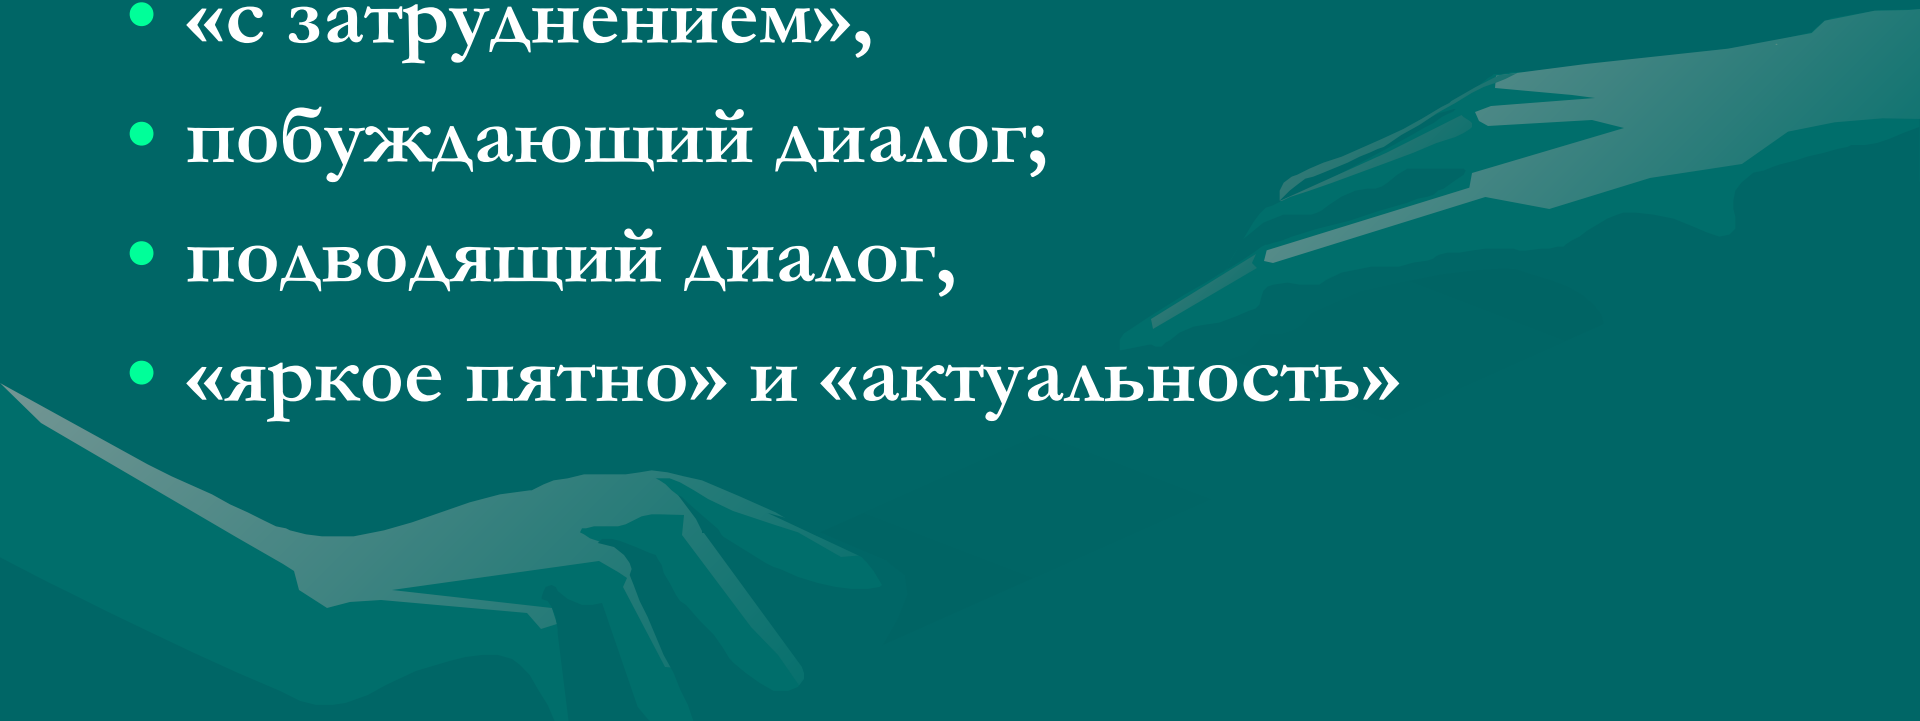 • «с затруднением»,
• побуждающий диалог;
• подводящий диалог,
• «яркое пятно» и «актуальность»